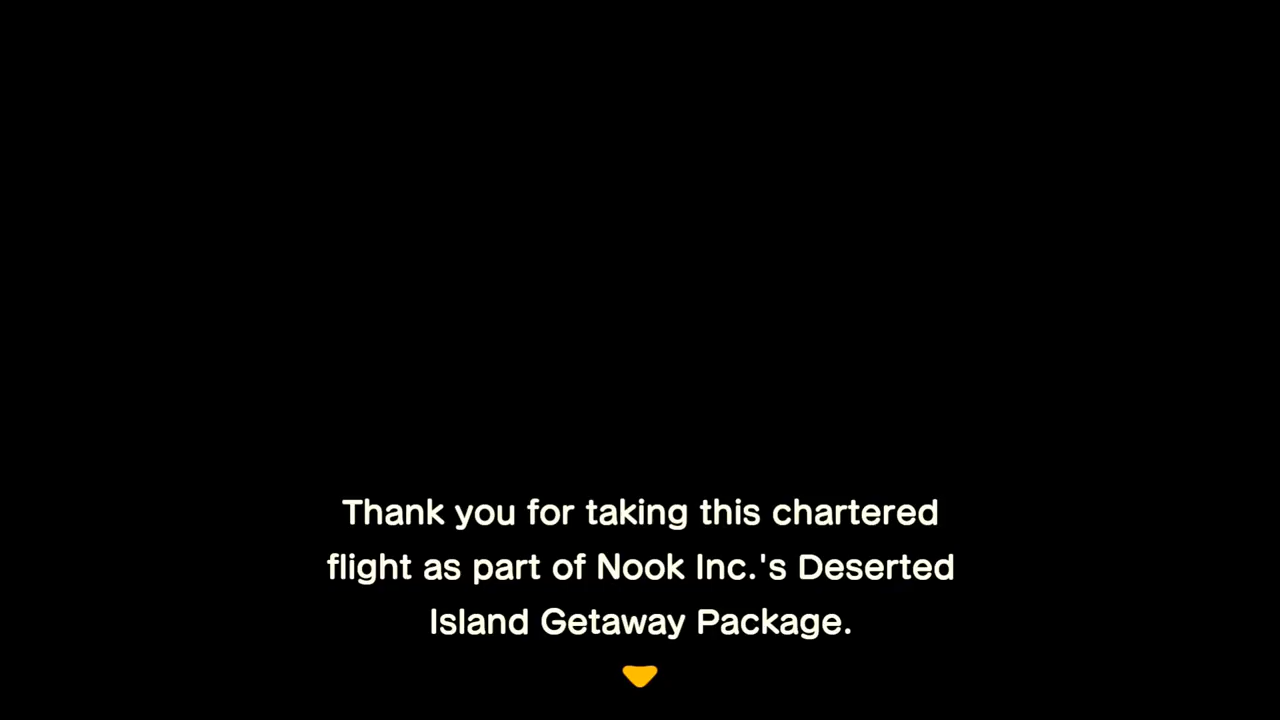 Thank you for taking this chartered
flight as part of Nook Inc.'s Deserted
Island Getaway Package.